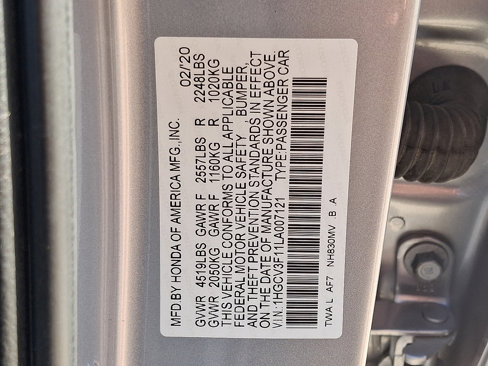 MFD BY HONDA OF AMERICA MFG.,INC. 02/'20
GVWR 4519LBS GAWR F 2557LBS R 2248LBS
GVWR 2050KG GAWR F 1160KG R 1020KG
THIS VEHICLE CONFORMS TO ALL APPLICABLE
FEDERAL MOTOR VEHICLE SAFETY , BUMPER,
AND THEFT PREVENTION STANDARDS IN EFFECT
ON THE DATE OF MANUFACTURE SHOWN ABOVE.
V.I.N: 1HGCV3F11LA007121 TYPE:PASSENGER CAR
TWA L AF7 NH830MV B A